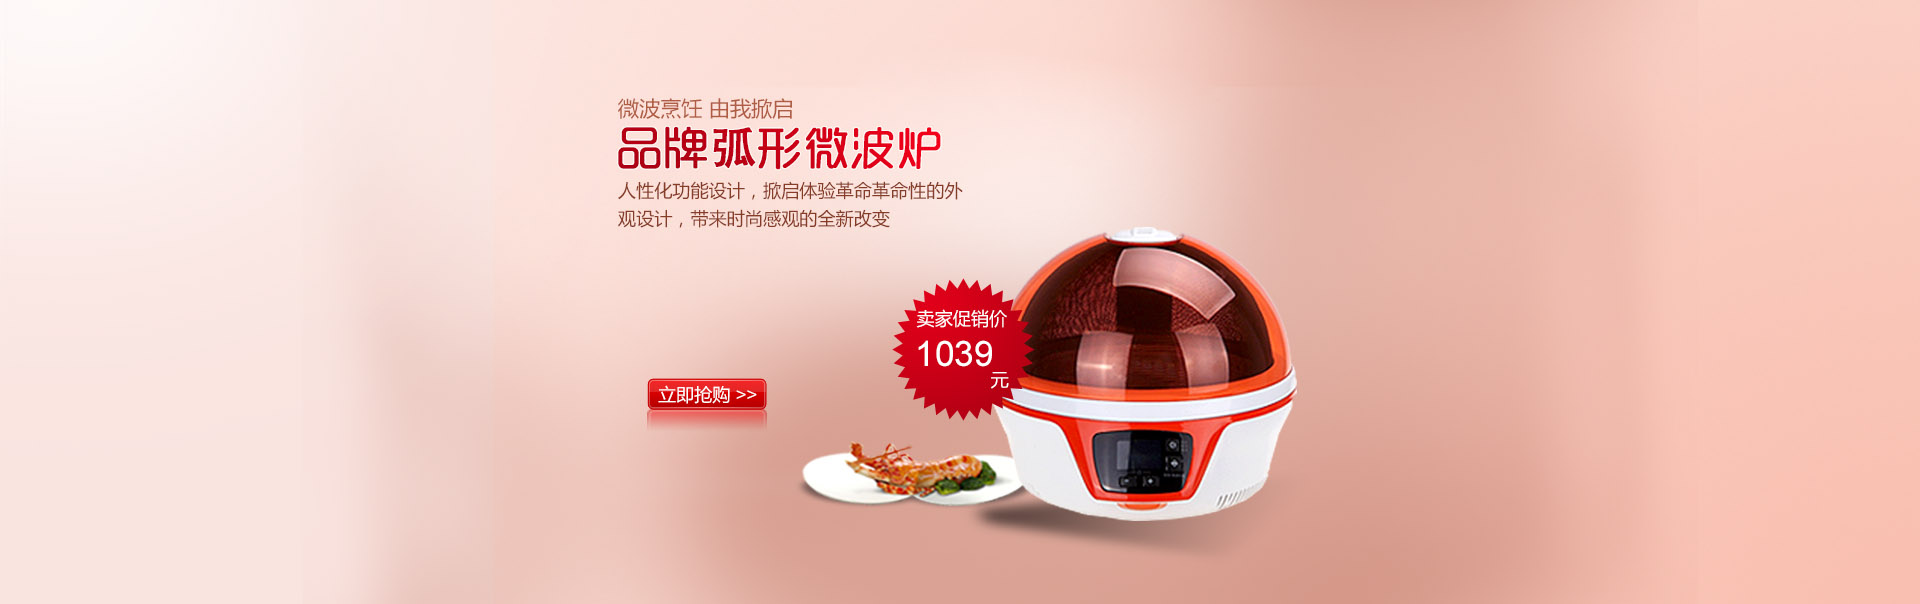 微波烹饪 由我掀启
品牌弧形微波炉
人性化功能设计，掀启体验革命革命性的外
观设计，带来时尚感观的全新改变
卖家促销价
1039
元
立即抢购 >>